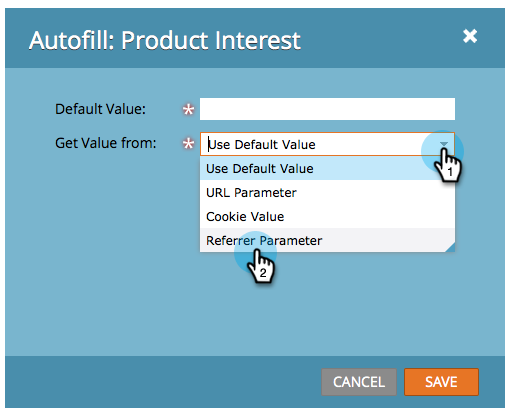 Autofill: Product Interest
Default Value: *
Get Value from: * Use Default Value
1
Use Default Value
URL Parameter
Cookie Value
Referrer Parameter
2
CANCEL SAVE